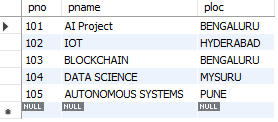 pno pname ploc
101 AI Project BENGALURU
102 IOT HYDERABAD
103 BLOCKCHAIN BENGALURU
104 DATA SCIENCE MYSURU
105 AUTONOMOUS SYSTEMS PUNE
NULL NULL NULL